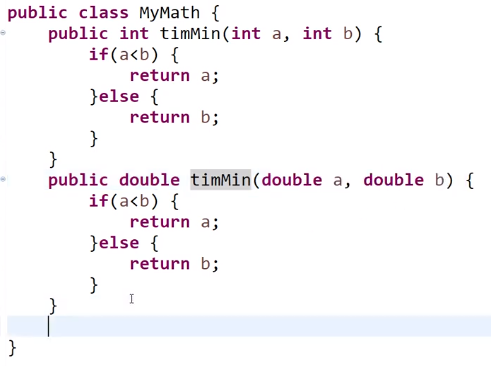 public class MyMath {
    public int timMin(int a, int b) {
        if(a<b) {
            return a;
        }else {
            return b;
        }
    }
    public double timMin(double a, double b) {
        if(a<b) {
            return a;
        }else {
            return b;
        }
    }
}